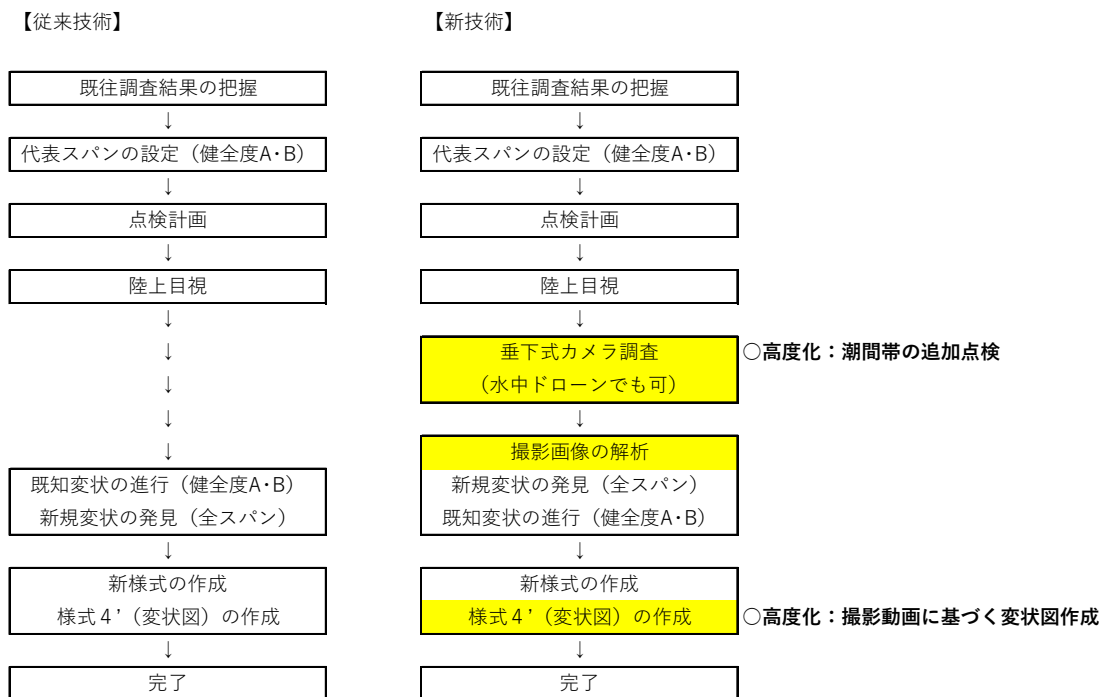 【従来技術】
既往調査結果の把握
↓
代表スパンの設定（健全度A・B）
↓
点検計画
↓
陸上目視
↓
↓
↓
↓
↓
既知変状の進行（健全度A・B）
新規変状の発見（全スパン）
↓
新様式の作成
様式４'（変状図）の作成
↓
完了
【新技術】
既往調査結果の把握
↓
代表スパンの設定（健全度A・B）
↓
点検計画
↓
陸上目視
↓
垂下式カメラ調査
（水中ドローンでも可）
○高度化：潮間帯の追加点検
↓
撮影画像の解析
新規変状の発見（全スパン）
既知変状の進行（健全度A・B）
↓
新様式の作成
様式４'（変状図）の作成
○高度化：撮影動画に基づく変状図作成
↓
完了